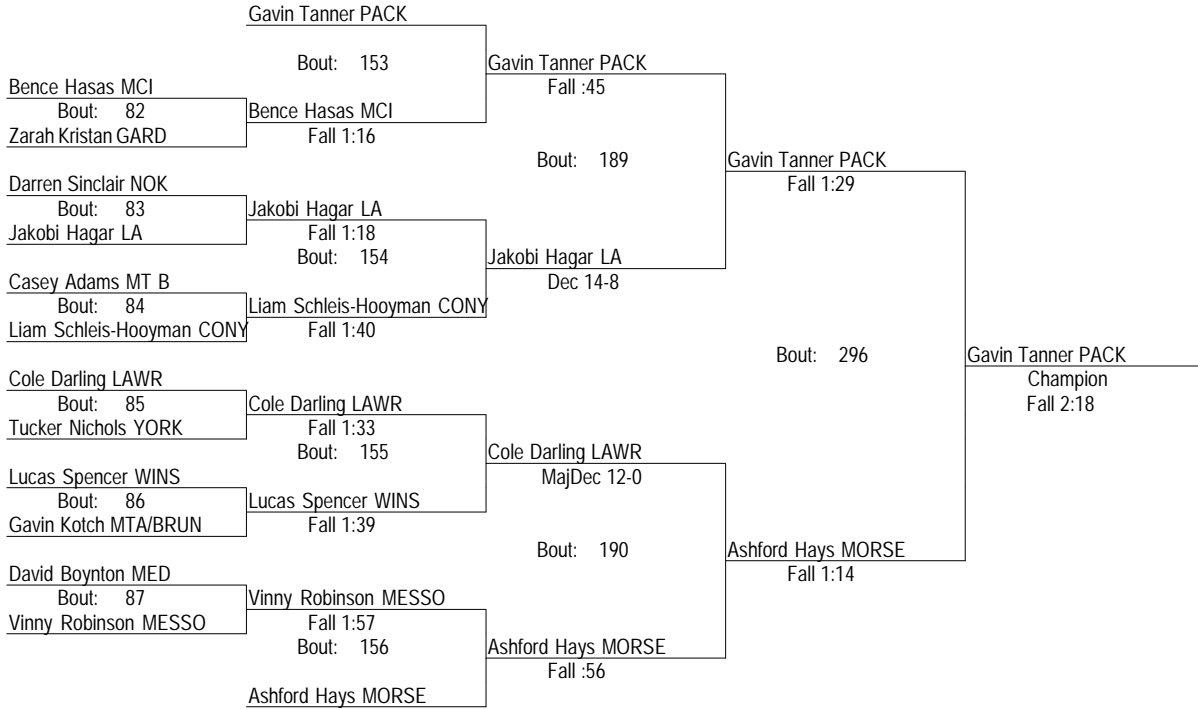 Gavin Tanner PACK
Bout: 153
Gavin Tanner PACK
Fall :45
Bence Hasas MCI
Bout: 82
Bence Hasas MCI
Zarah Kristan GARD
Fall 1:16
Bout: 189
Gavin Tanner PACK
Fall 1:29
Darren Sinclair NOK
Bout: 83
Jakobi Hagar LA
Jakobi Hagar LA
Fall 1:18
Bout: 154
Jakobi Hagar LA
Dec 14-8
Casey Adams MT B
Bout: 84
Liam Schleis-Hooyman CONY
Liam Schleis-Hooyman CONY
Fall 1:40
Bout: 296
Gavin Tanner PACK
Champion
Fall 2:18
Cole Darling LAWR
Bout: 85
Cole Darling LAWR
Tucker Nichols YORK
Fall 1:33
Bout: 155
Cole Darling LAWR
MajDec 12-0
Lucas Spencer WINS
Bout: 86
Lucas Spencer WINS
Gavin Kotch MTA/BRUN
Fall 1:39
Bout: 190
Ashford Hays MORSE
Fall 1:14
David Boynton MED
Bout: 87
Vinny Robinson MESSO
Vinny Robinson MESSO
Fall 1:57
Bout: 156
Ashford Hays MORSE
Fall :56
Ashford Hays MORSE